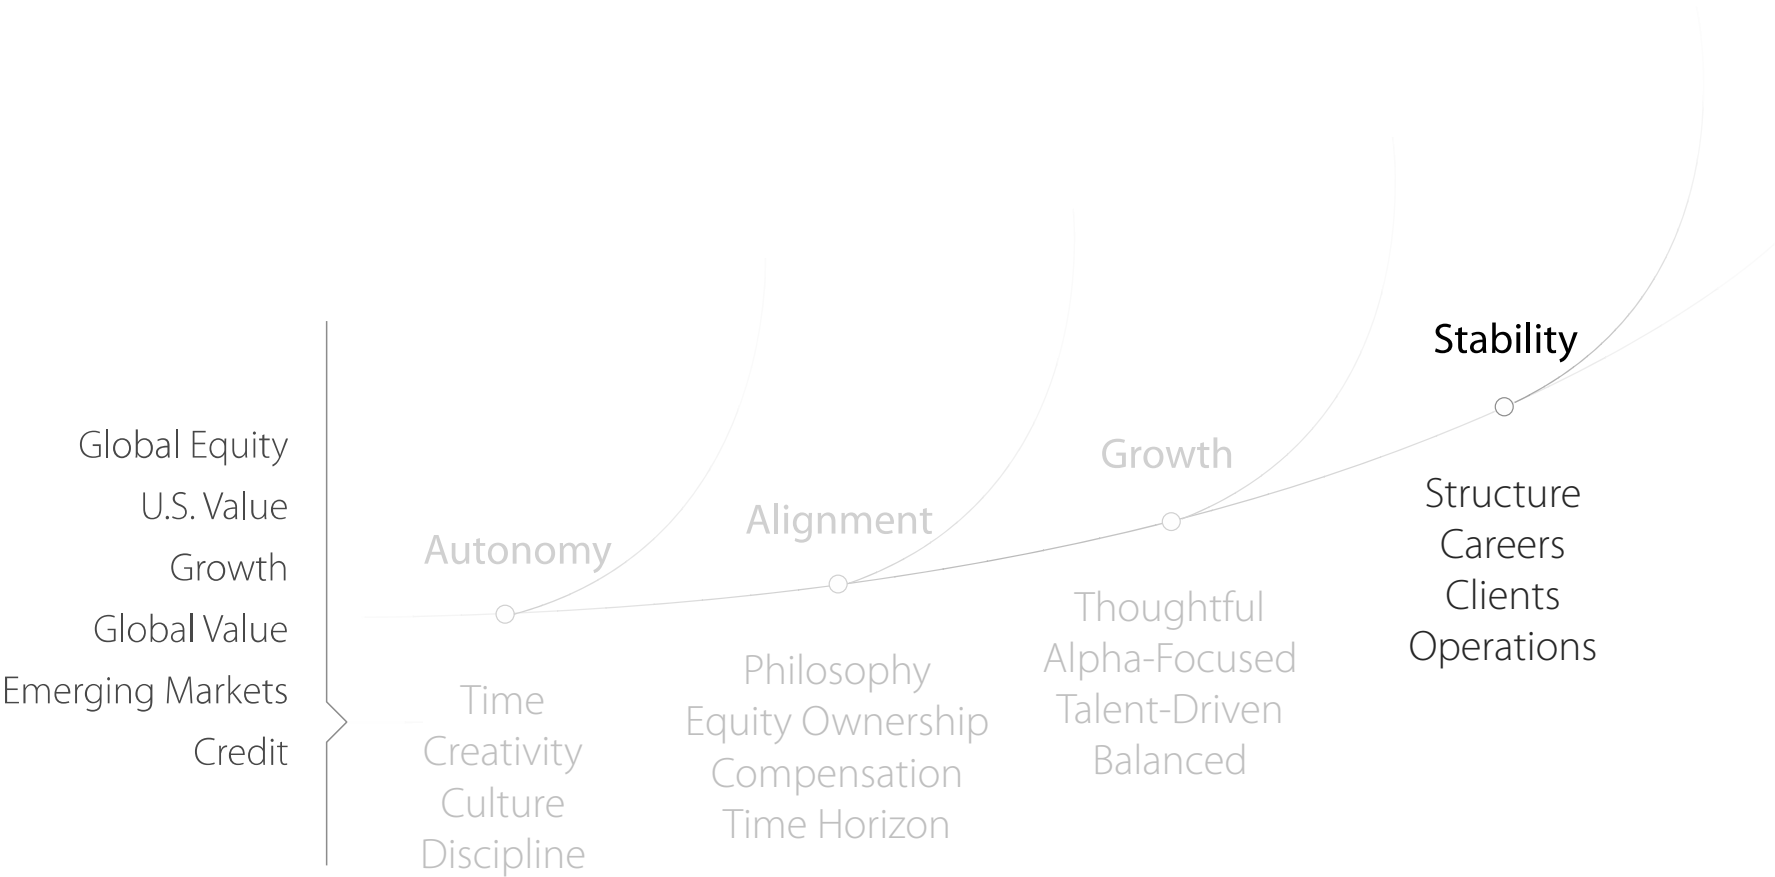 Global Equity
U.S. Value
Growth
Global Value
Emerging Markets
Credit
Autonomy
Time
Creativity
Culture
Discipline
Alignment
Philosophy
Equity Ownership
Compensation
Time Horizon
Growth
Thoughtful
Alpha-Focused
Talent-Driven
Balanced
Stability
Structure
Careers
Clients
Operations